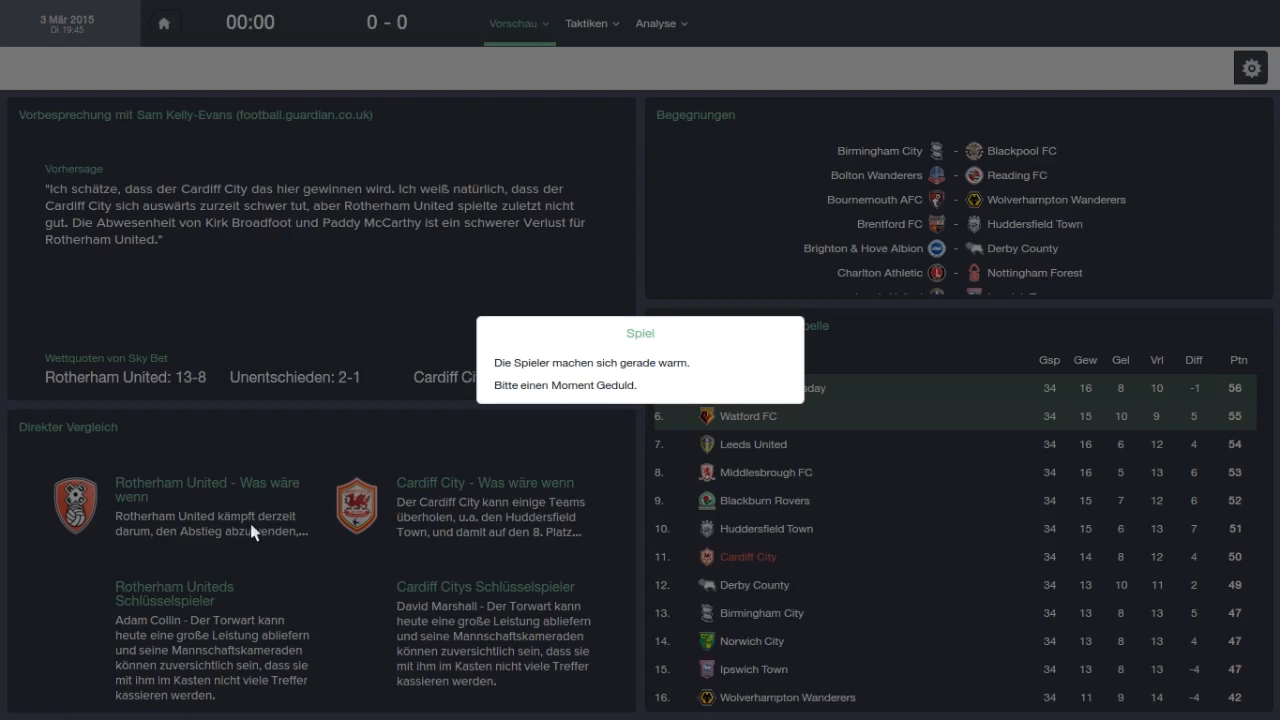 3 Mär 2015
Di 19:45
00:00
0 - 0
Vorschau
Taktiken
Analyse
Vorbesprechung mit Sam Kelly-Evans (football.guardian.co.uk)
Vorhersage
"Ich schätze, dass der Cardiff City das hier gewinnen wird. Ich weiß natürlich, dass der
Cardiff City sich auswärts zurzeit schwer tut, aber Rotherham United spielte zuletzt nicht
gut. Die Abwesenheit von Kirk Broadfoot und Paddy McCarthy ist ein schwerer Verlust für
Rotherham United."
Wettquoten von Sky Bet
Rotherham United: 13-8 Unentschieden: 2-1 Cardiff
Begegnungen
Birmingham City - Blackpool FC
Bolton Wanderers - Reading FC
Bournemouth AFC - Wolverhampton Wanderers
Brentford FC - Huddersfield Town
Brighton & Hove Albion - Derby County
Charlton Athletic - Nottingham Forest
Spiel
Die Spieler machen sich gerade warm.
Bitte einen Moment Geduld.
Direkter Vergleich
Rotherham United - Was wäre
wenn
Rotherham United kämpft derzeit
darum, den Abstieg abzuwenden,...
Cardiff City - Was wäre wenn
Der Cardiff City kann einige Teams
überholen, u.a. den Huddersfield
Town, und damit auf den 8. Platz...
Rotherham Uniteds
Schlüsselspieler
Adam Collin - Der Torwart kann
heute eine große Leistung abliefern
und seine Mannschaftskameraden
können zuversichtlich sein, dass sie
mit ihm im Kasten nicht viele Treffer
kassieren werden.
Cardiff Citys Schlüsselspieler
David Marshall - Der Torwart kann
heute eine große Leistung abliefern
und seine Mannschaftskameraden
können zuversichtlich sein, dass sie
mit ihm im Kasten nicht viele Treffer
kassieren werden.
belle
Gsp Gew Gel Vrl Diff Ptn
sday 34 16 8 10 -1 56
6. Watford FC 34 15 10 9 5 55
7. Leeds United 34 16 6 12 4 54
8. Middlesbrough FC 34 16 5 13 6 53
9. Blackburn Rovers 34 15 7 12 6 52
10. Huddersfield Town 34 15 6 13 7 51
11. Cardiff City 34 14 8 12 4 50
12. Derby County 34 13 10 11 2 49
13. Birmingham City 34 13 8 13 5 47
14. Norwich City 34 13 8 13 4 47
15. Ipswich Town 34 13 8 13 -4 47
16. Wolverhampton Wanderers 34 11 9 14 -4 42